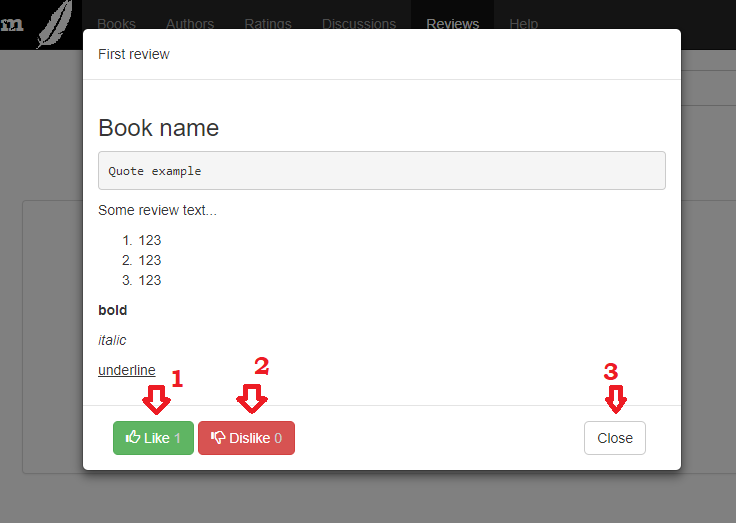 m Books Authors Ratings Discussions Reviews Help
First review
Book name
Quote example
Some review text...
1. 123
2. 123
3. 123
bold
italic
underline
1 2 3
Like 1 Dislike 0 Close